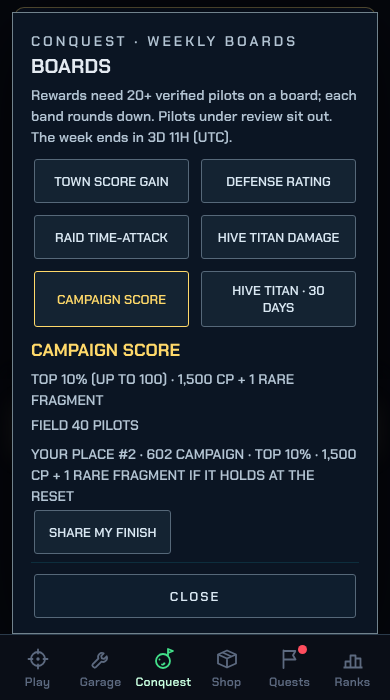 CONQUEST · WEEKLY BOARDS
BOARDS
Rewards need 20+ verified pilots on a board; each
band rounds down. Pilots under review sit out.
The week ends in 3D 11H (UTC).
TOWN SCORE GAIN
DEFENSE RATING
RAID TIME-ATTACK
HIVE TITAN DAMAGE
CAMPAIGN SCORE
HIVE TITAN · 30
DAYS
CAMPAIGN SCORE
TOP 10% (UP TO 100) · 1,500 CP + 1 RARE
FRAGMENT
FIELD 40 PILOTS
YOUR PLACE #2 · 602 CAMPAIGN · TOP 10% · 1,500
CP + 1 RARE FRAGMENT IF IT HOLDS AT THE
RESET
SHARE MY FINISH
CLOSE
Play
Garage
Conquest
Shop
Quests
Ranks